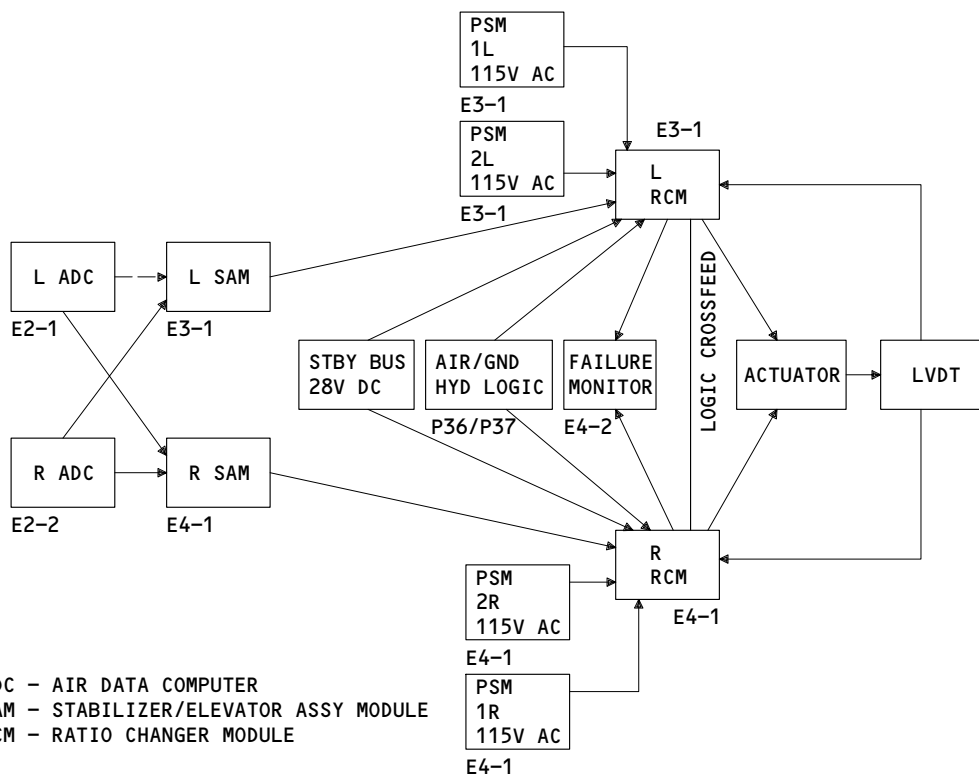 PSM
1L
115V AC
E3-1
PSM
2L
115V AC
E3-1
E3-1
L
RCM
L ADC
E2-1
L SAM
E3-1
STBY BUS
28V DC
AIR/GND
HYD LOGIC
P36/P37
FAILURE
MONITOR
E4-2
LOGIC CROSSFEED
ACTUATOR
LVDT
R ADC
E2-2
R SAM
E4-1
R
RCM
E4-1
PSM
2R
115V AC
E4-1
PSM
1R
115V AC
E4-1
DC - AIR DATA COMPUTER
AM - STABILIZER/ELEVATOR ASSY MODULE
CM - RATIO CHANGER MODULE